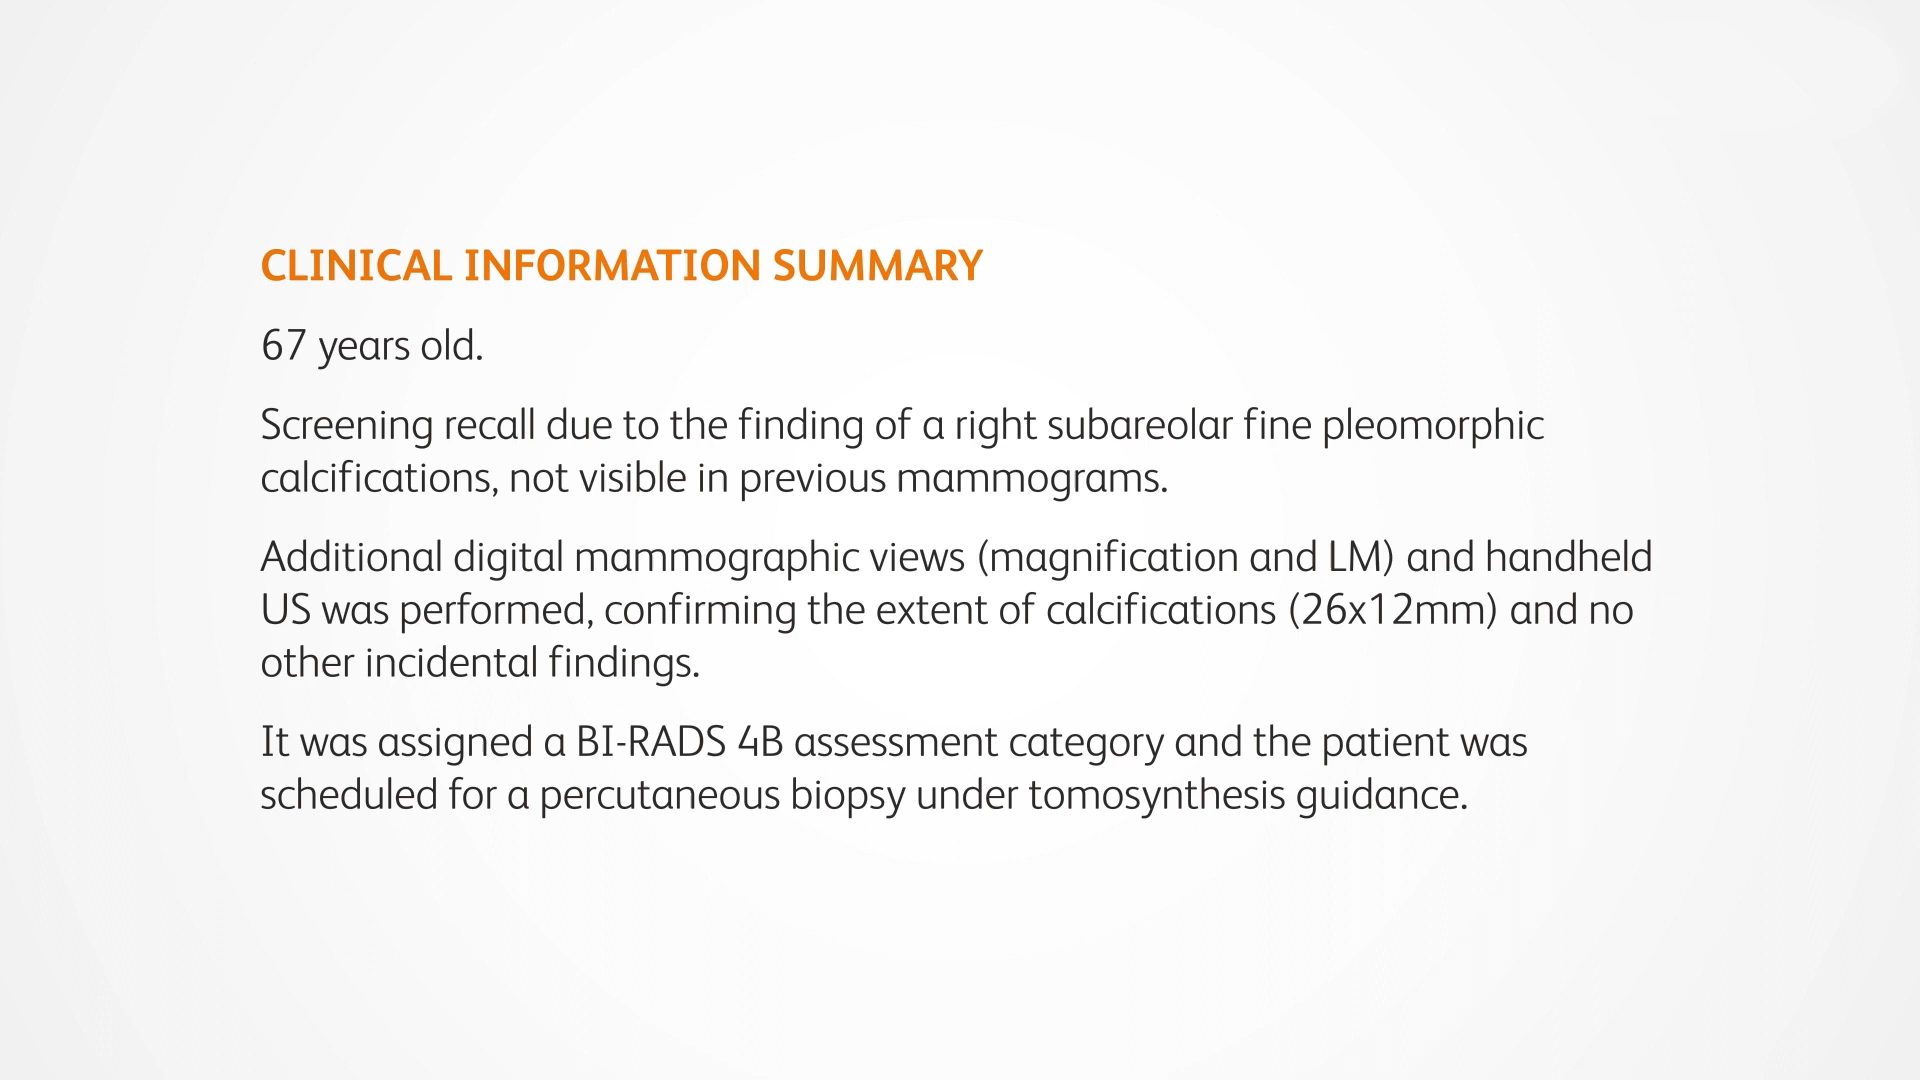 CLINICAL INFORMATION SUMMARY
67 years old.
Screening recall due to the finding of a right subareolar fine pleomorphic
calcifications, not visible in previous mammograms.
Additional digital mammographic views (magnification and LM) and handheld
US was performed, confirming the extent of calcifications (26x12mm) and no
other incidental findings.
It was assigned a BI-RADS 4B assessment category and the patient was
scheduled for a percutaneous biopsy under tomosynthesis guidance.